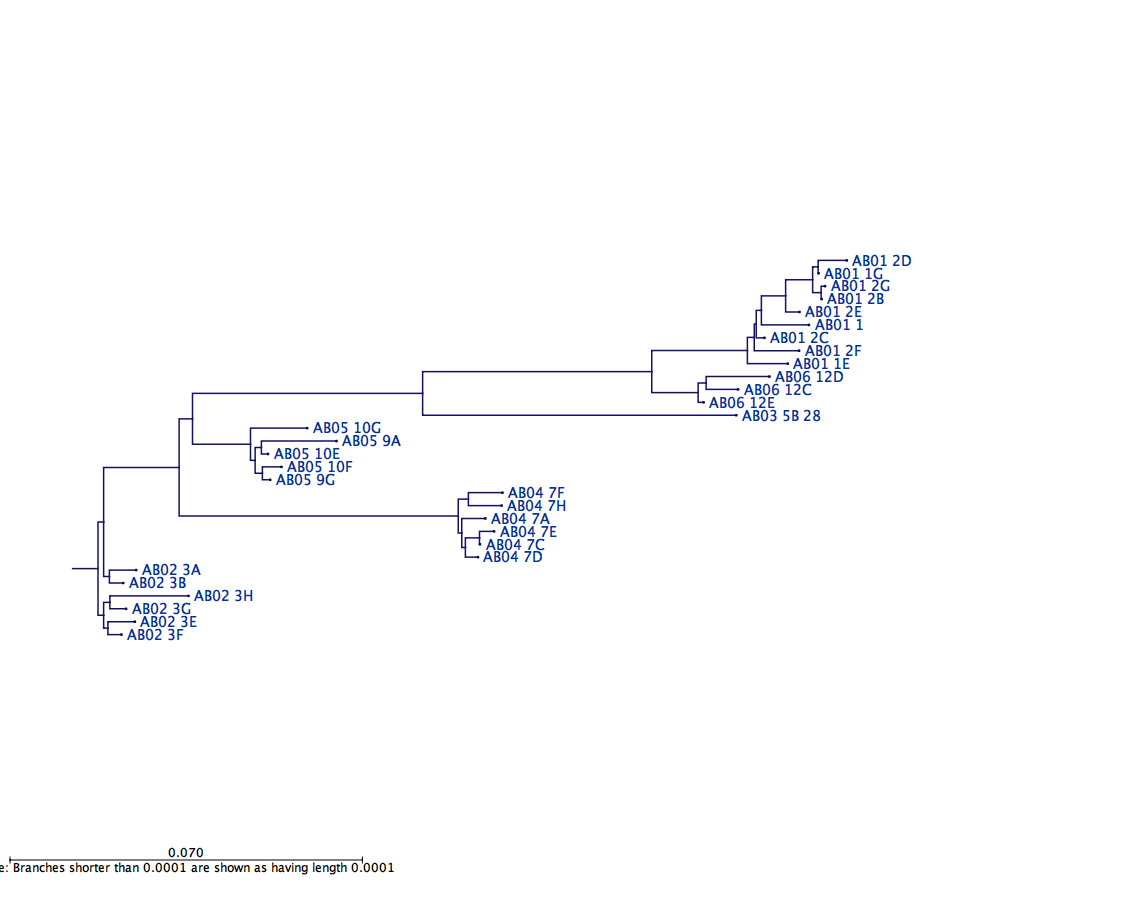 AB01 2D
AB01 1G
AB01 2G
AB01 2B
AB01 2E
AB01 1
AB01 2C
AB01 2F
AB01 1E
AB06 12D
AB06 12C
AB06 12E
AB03 5B 28
AB05 10G
AB05 9A
AB05 10E
AB05 10F
AB05 9G
AB04 7F
AB04 7H
AB04 7A
AB04 7E
AB04 7C
AB04 7D
AB02 3A
AB02 3B
AB02 3H
AB02 3G
AB02 3E
AB02 3F
0.070
e: Branches shorter than 0.0001 are shown as having length 0.0001